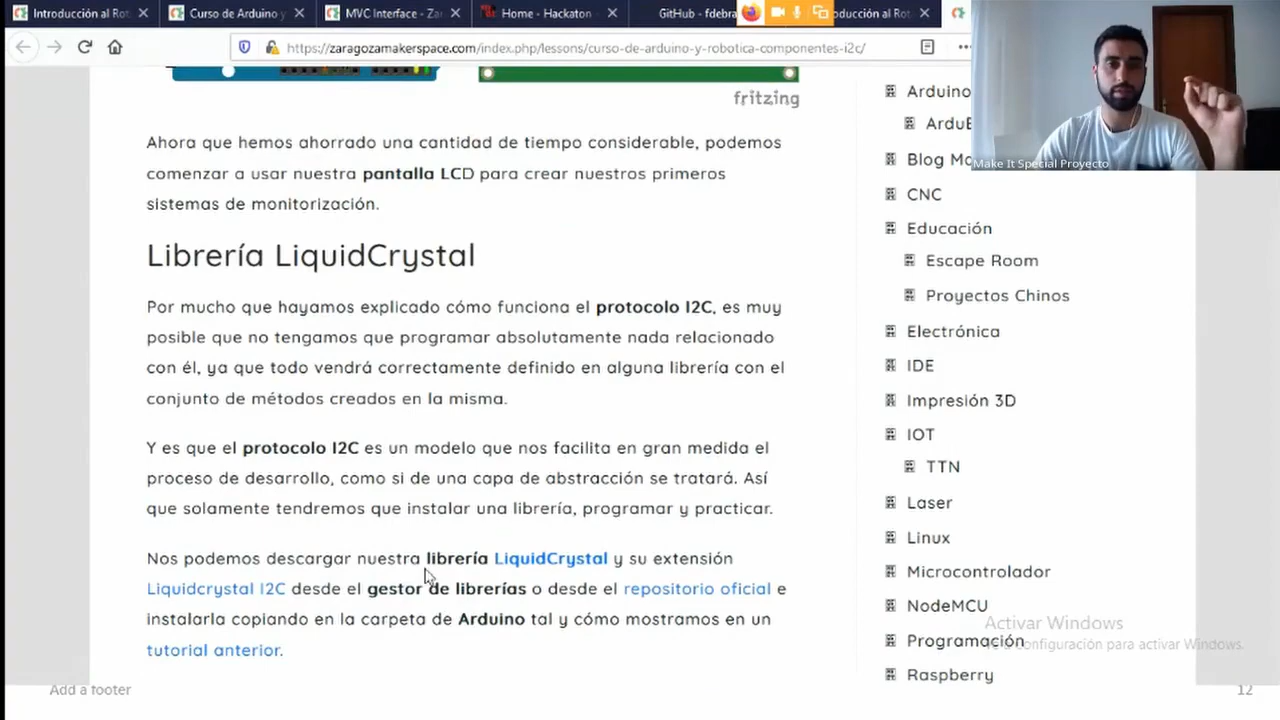 Introducción al Rob
Curso de Arduino y
MVC Interface - Zar
Home - Hackaton
GitHub - fdebra
oducción al Rob
https://zaragozamakerspace.com/index.php/lessons/curso-de-arduino-y-robotica-componentes-i2c/
fritzing
Ahora que hemos ahorrado una cantidad de tiempo considerable, podemos
comenzar a usar nuestra pantalla LCD para crear nuestros primeros
sistemas de monitorización.
Librería LiquidCrystal
Por mucho que hayamos explicado cómo funciona el protocolo I2C, es muy
posible que no tengamos que programar absolutamente nada relacionado
con él, ya que todo vendrá correctamente definido en alguna librería con el
conjunto de métodos creados en la misma.
Y es que el protocolo I2C es un modelo que nos facilita en gran medida el
proceso de desarrollo, como si de una capa de abstracción se tratará. Así
que solamente tendremos que instalar una librería, programar y practicar.
Nos podemos descargar nuestra librería LiquidCrystal y su extensión
Liquidcrystal I2C desde el gestor de librerías o desde el repositorio oficial e
instalarla copiando en la carpeta de Arduino tal y cómo mostramos en un
tutorial anterior.
Arduino
Blog Ma
CNC
Educación
Escape Room
Proyectos Chinos
Electrónica
IDE
Impresión 3D
IOT
TTN
Laser
Linux
Microcontrolador
NodeMCU
Programación
Raspberry
Make It Special Proyecto
Activar Windows
configuración para activar Windows.
Add a footer
12